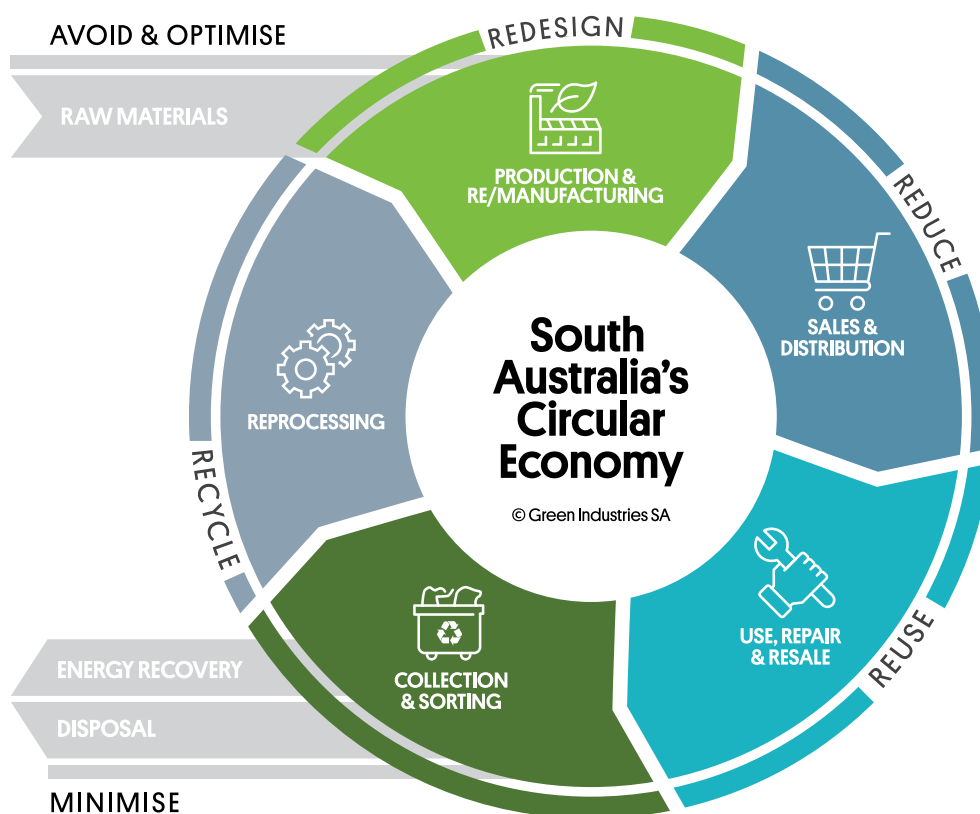 AVOID & OPTIMISE
RAW MATERIALS
REDESIGN
PRODUCTION &
RE/MANUFACTURING
REDUCE
SALES &
DISTRIBUTION
South
Australia's
Circular
Economy
© Green Industries SA
REUSE
USE, REPAIR
& RESALE
COLLECTION
& SORTING
RECYCLE
REPROCESSING
ENERGY RECOVERY
DISPOSAL
MINIMISE